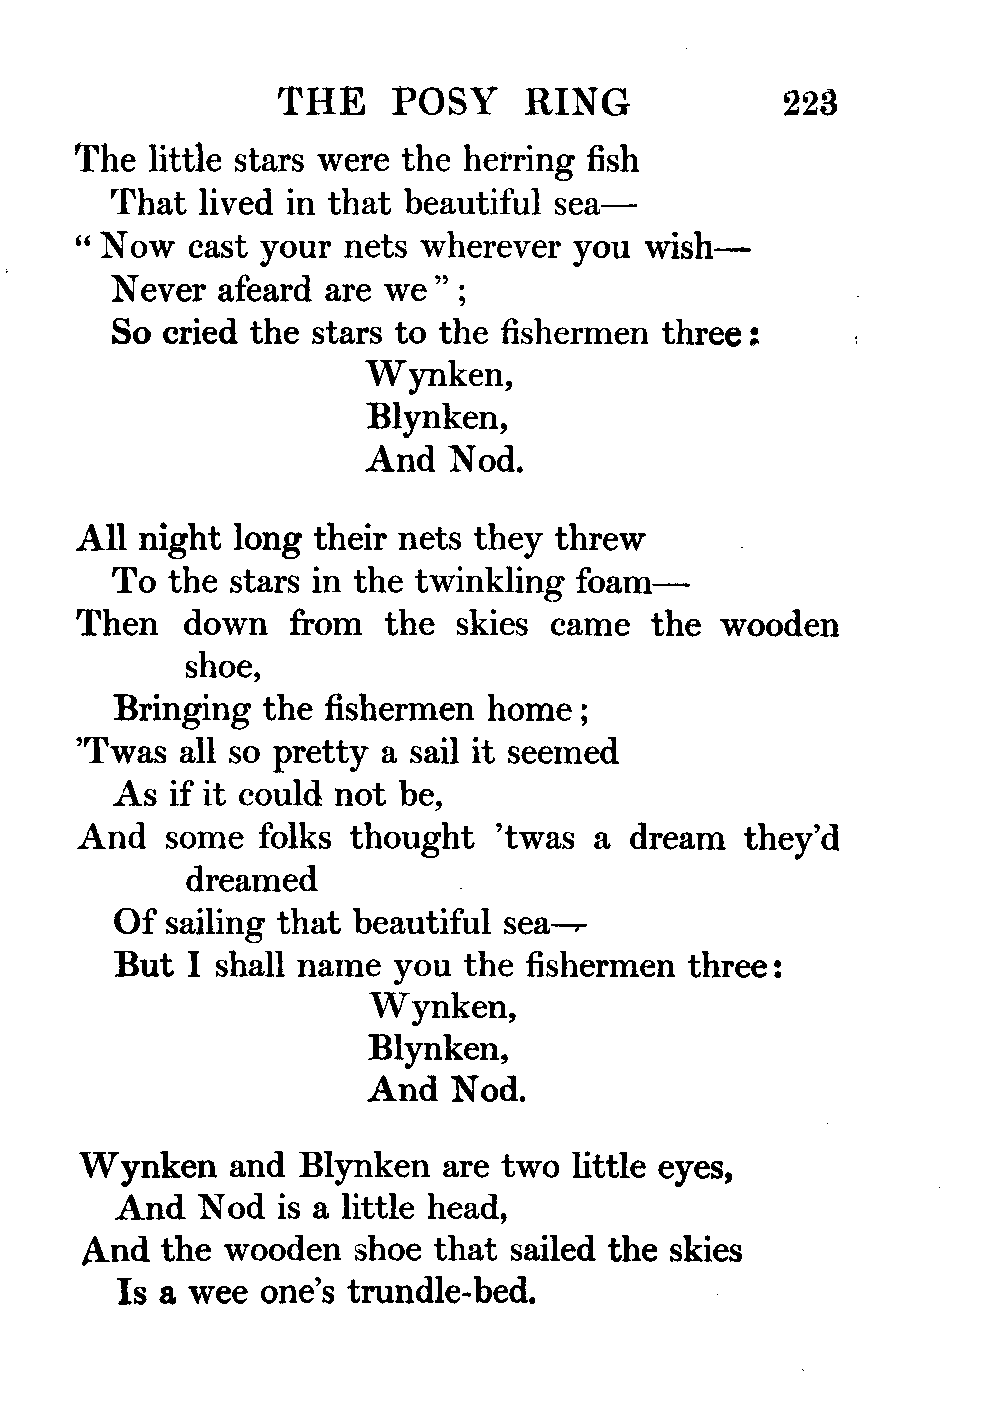 THE POSY RING 223
The little stars were the herring fish
That lived in that beautiful sea—
“ Now cast your nets wherever you wish—
Never afeard are we ” ;
So cried the stars to the fishermen three :
Wynken,
Blynken,
And Nod.
All night long their nets they threw
To the stars in the twinkling foam—
Then down from the skies came the wooden
shoe,
Bringing the fishermen home ;
’Twas all so pretty a sail it seemed
As if it could not be,
And some folks thought ’twas a dream they’d
dreamed
Of sailing that beautiful sea—
But I shall name you the fishermen three :
Wynken,
Blynken,
And Nod.
Wynken and Blynken are two little eyes,
And Nod is a little head,
And the wooden shoe that sailed the skies
Is a wee one’s trundle-bed.